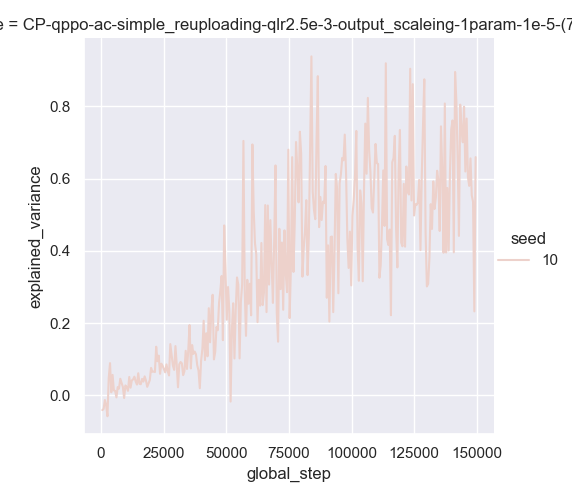 e = CP-qppo-ac-simple_reuploading-qlr2.5e-3-output_scaleing-1param-1e-5-(7
explained_variance
0.8
0.6
0.4
0.2
0.0
0 25000 50000 75000 100000 125000 150000
global_step
seed
10